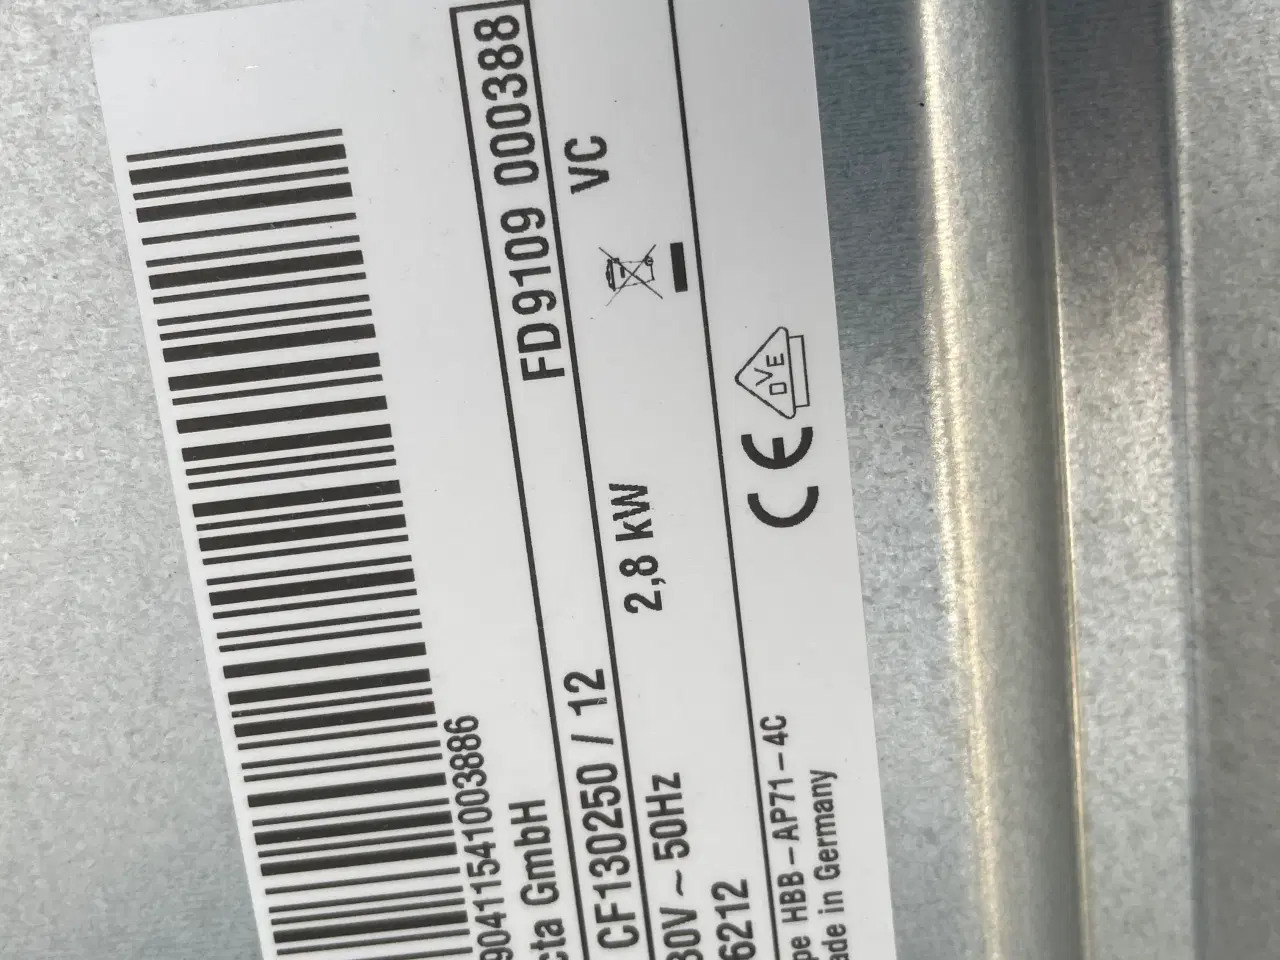 904115541003886
cta GmbH
CF130250 / 12 FD9109 000388
30V ~ 50Hz 2,8 kW VC
6212
pe HBB-AP71-4C
ade in Germany
CE
DVE